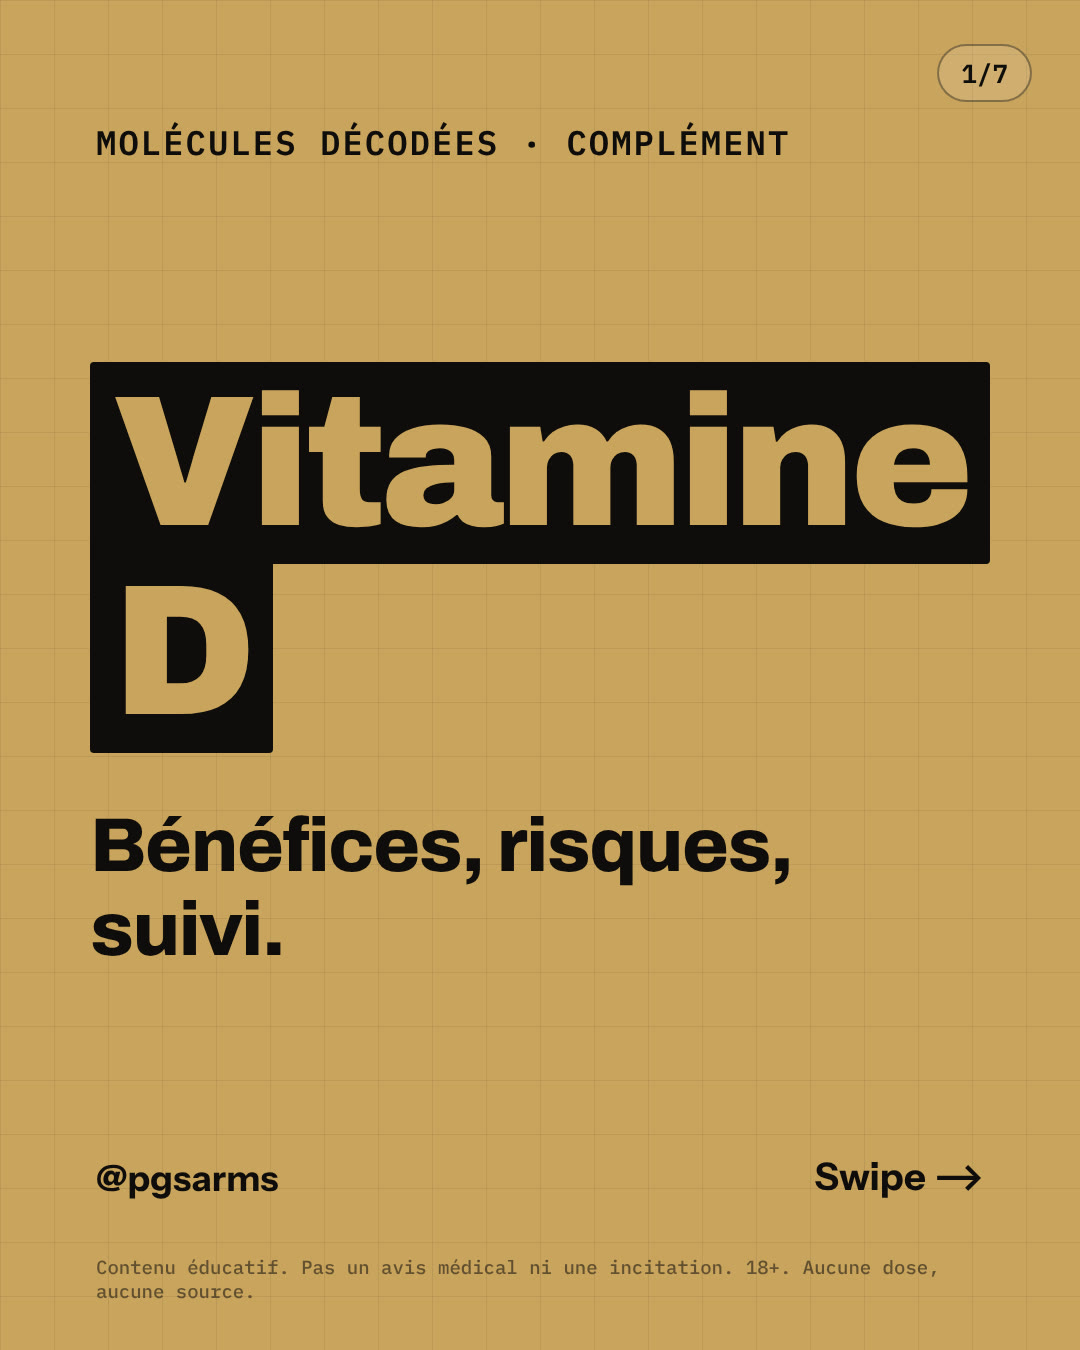 1/7
MOLÉCULES DÉCODÉES · COMPLÉMENT
Vitamine
D
Bénéfices, risques,
suivi.
@pgsarms
Swipe →
Contenu éducatif. Pas un avis médical ni une incitation. 18+. Aucune dose,
aucune source.